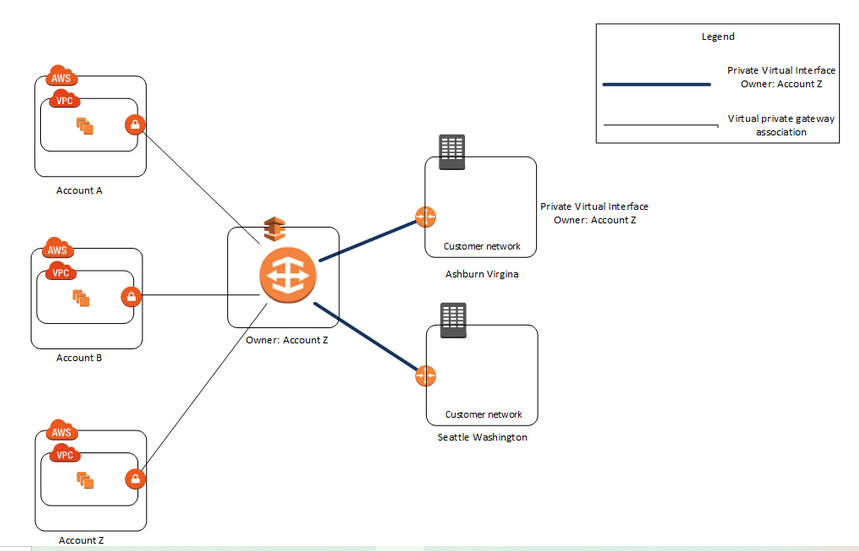 Legend
Private Virtual Interface
Owner: Account Z
Virtual private gateway
association
AWS
VPC
Account A
AWS
VPC
Account B
AWS
VPC
Account Z
Owner: Account Z
Customer network
Ashburn Virgina
Private Virtual Interface
Owner: Account Z
Customer network
Seattle Washington